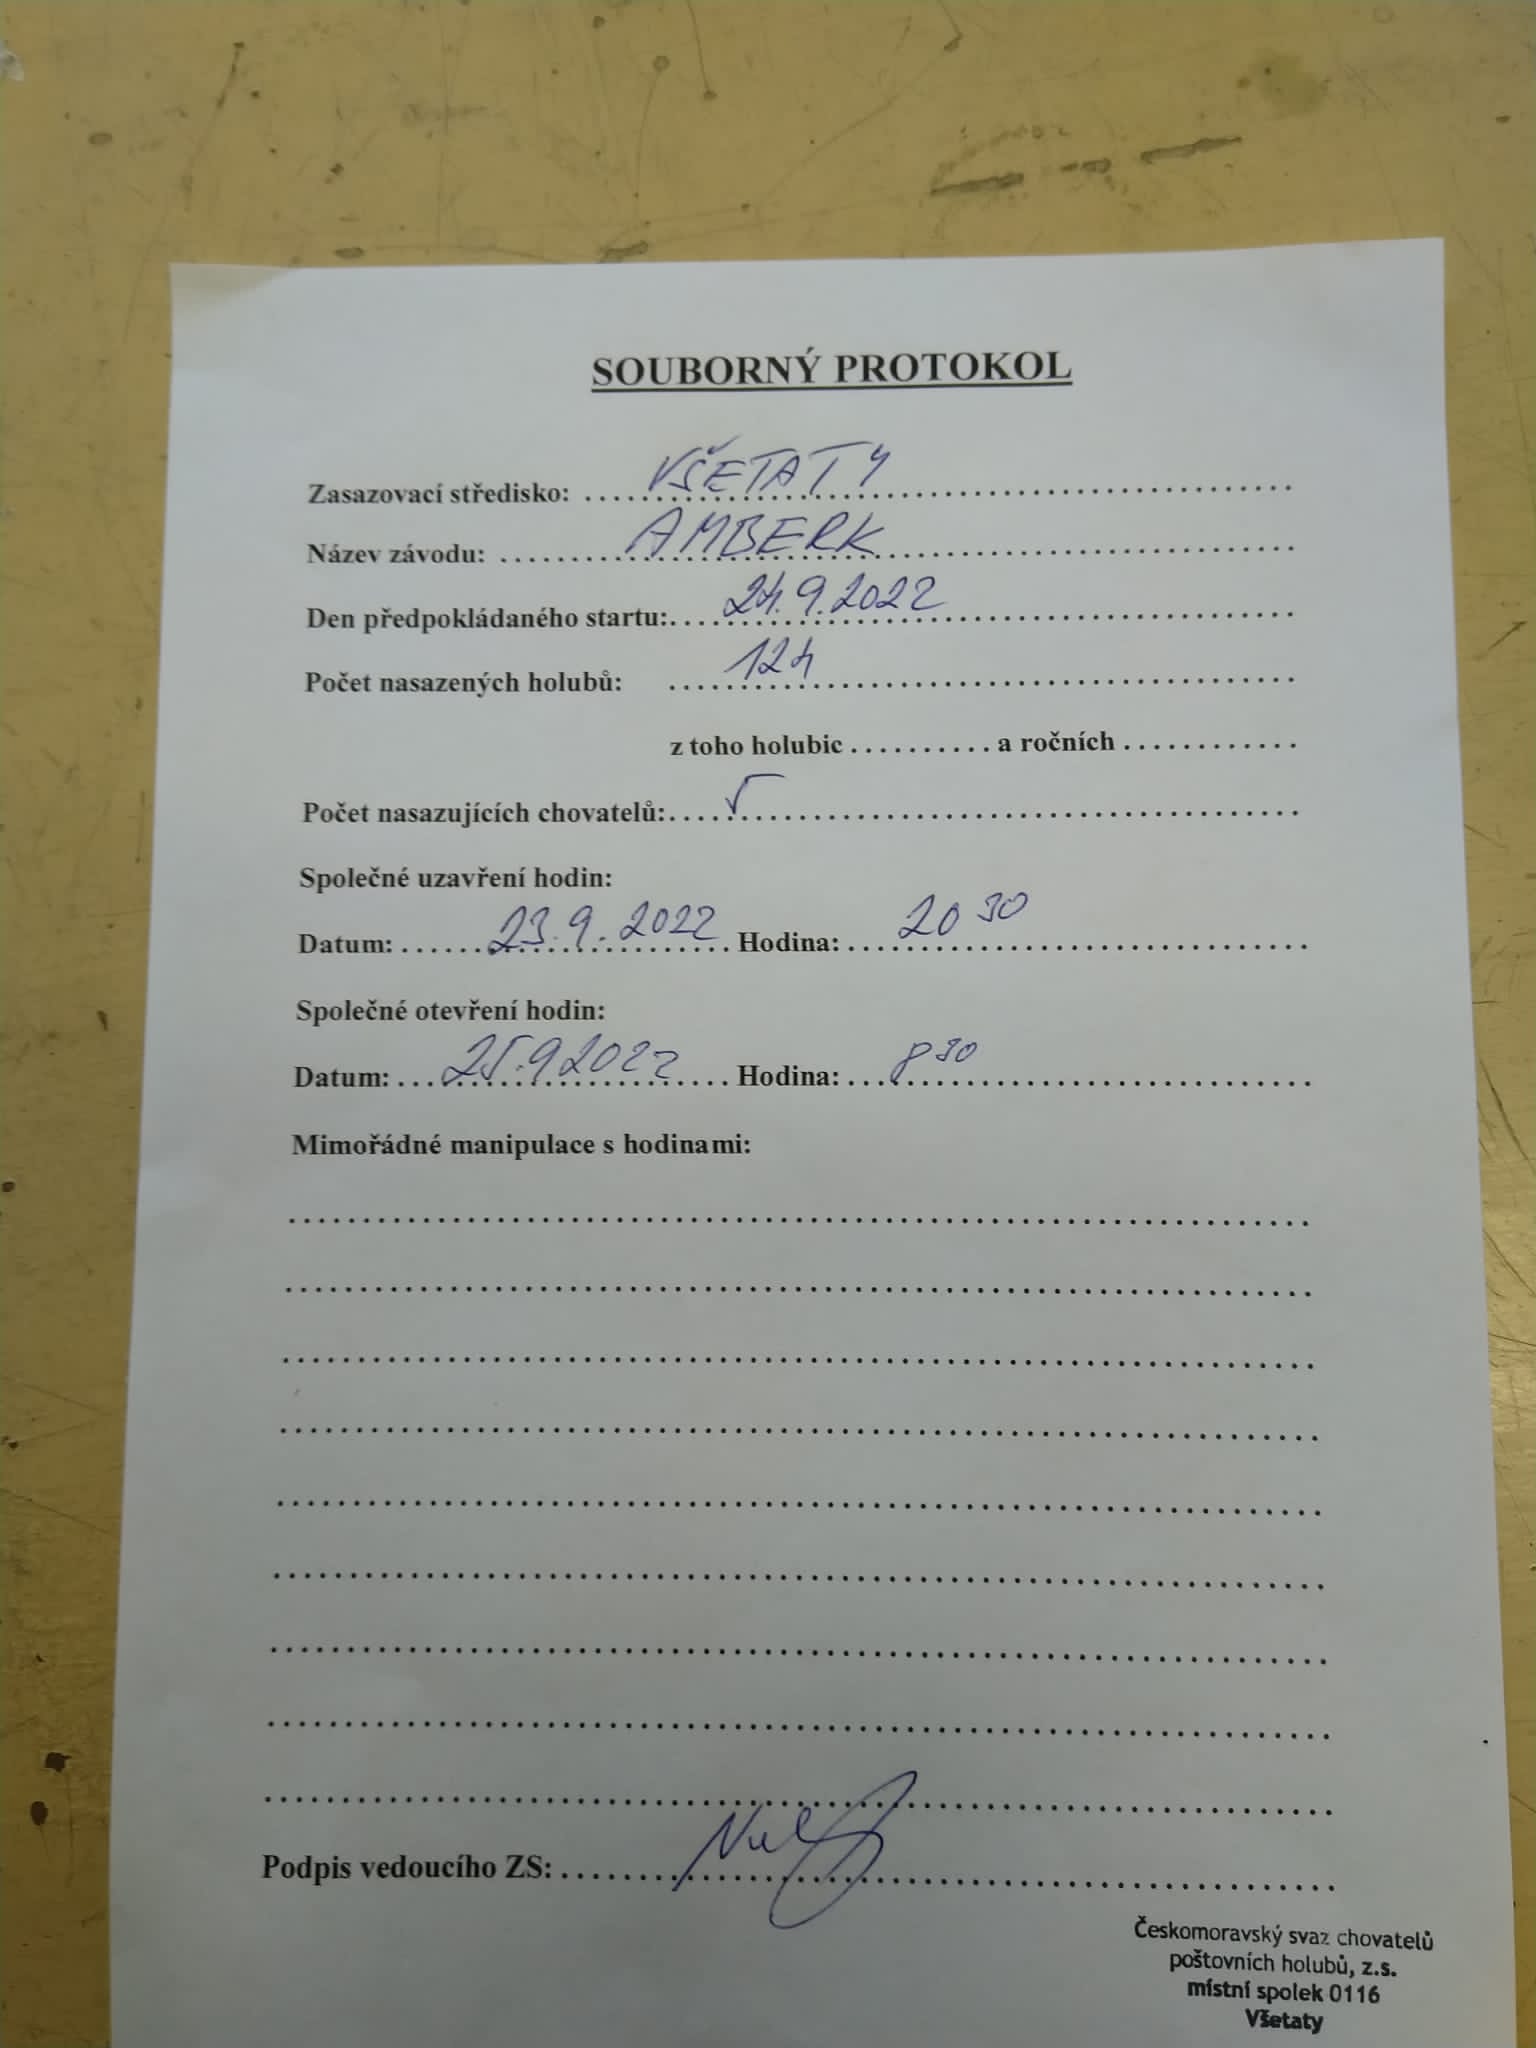 SOUBORNÝ PROTOKOL
Zasazovací středisko: VŠETATY
Název závodu: AMBERK
Den předpokládaného startu: 24.9.2022
Počet nasazených holubů: 124
z toho holubic .......... a ročních ............
Počet nasazujících chovatelů: 5
Společné uzavření hodin:
Datum: 23.9.2022 Hodina: 20 30
Společné otevření hodin:
Datum: 25.9 2022 Hodina: 8 30
Mimořádné manipulace s hodinami:
Podpis vedoucího ZS:
Českomoravský svaz chovatelů
poštovních holubů, z.s.
místní spolek 0116
Všetaty